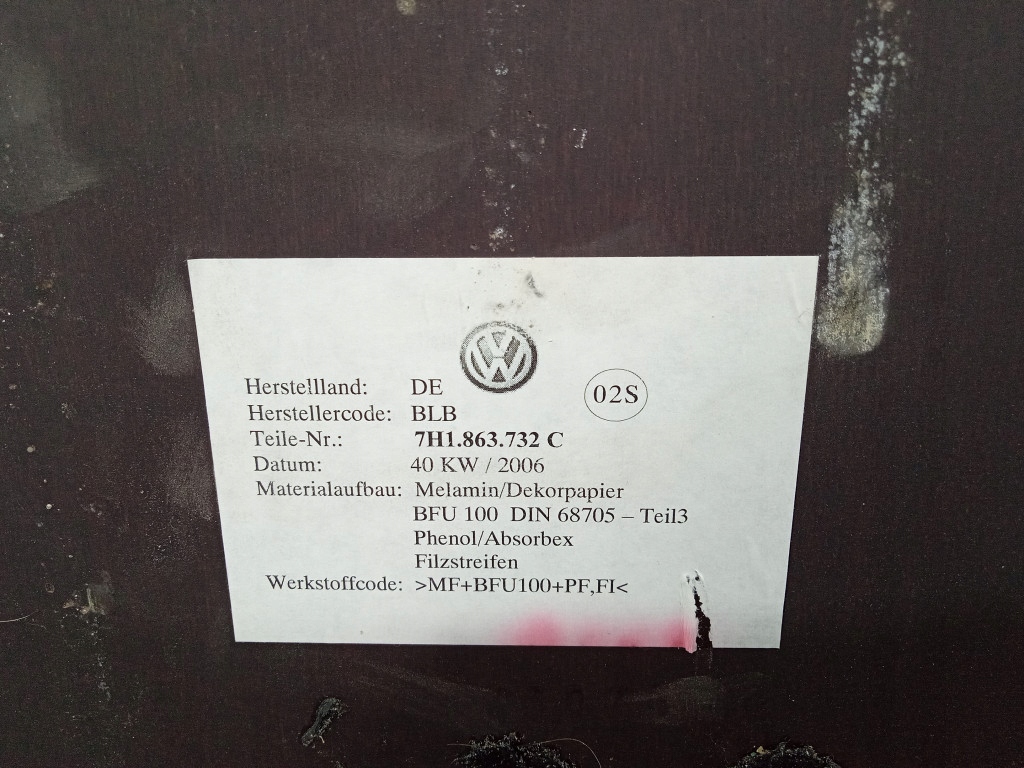 VW
Herstellland: DE
02S
Herstellercode: BLB
Teile-Nr.: 7H1.863.732 C
Datum: 40 KW / 2006
Materialaufbau: Melamin/Dekorpapier
BFU 100 DIN 68705 – Teil3
Phenol/Absorbex
Filzstreifen
Werkstoffcode: >MF+BFU100+PF,FI<